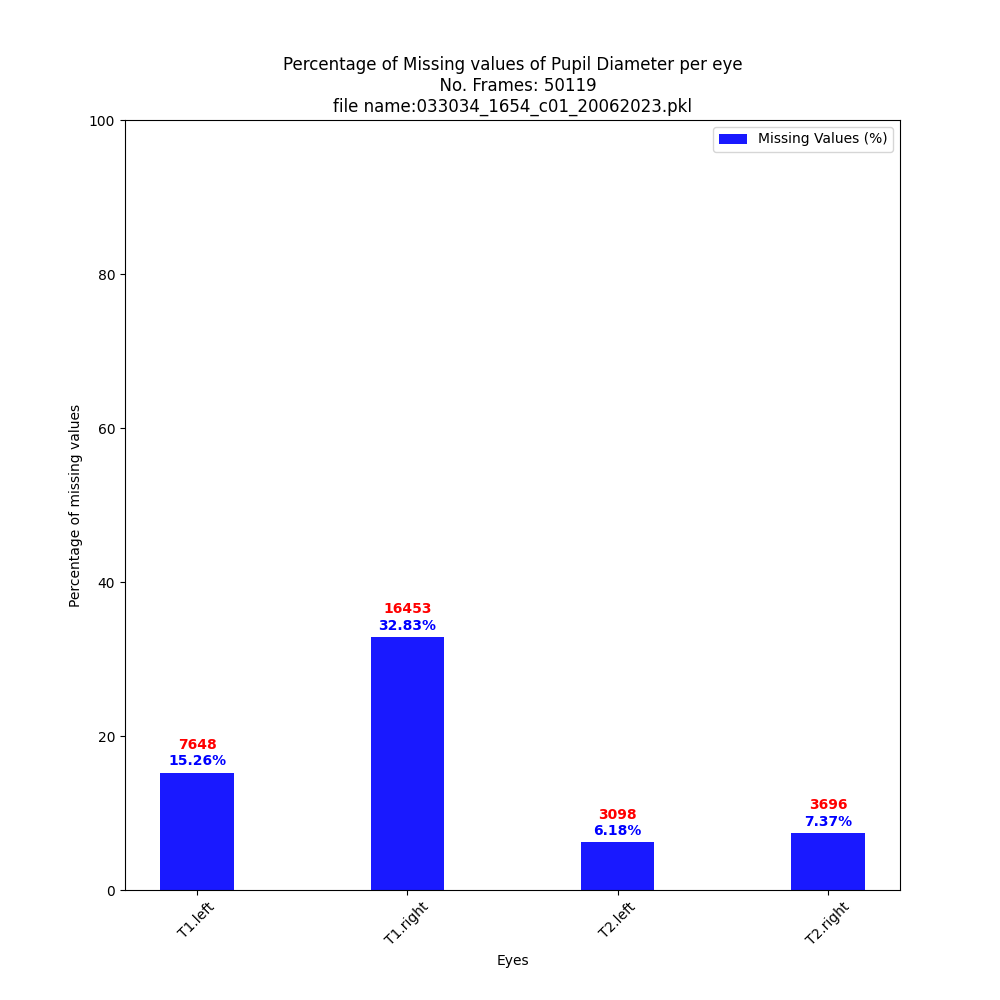 Percentage of Missing values of Pupil Diameter per eye
No. Frames: 50119
file name:033034_1654_c01_20062023.pkl
Missing Values (%)
Percentage of missing values
100
80
60
40
20
0
7648
15.26%
16453
32.83%
3098
6.18%
3696
7.37%
T1.left
T1.right
T2.left
T2.right
Eyes